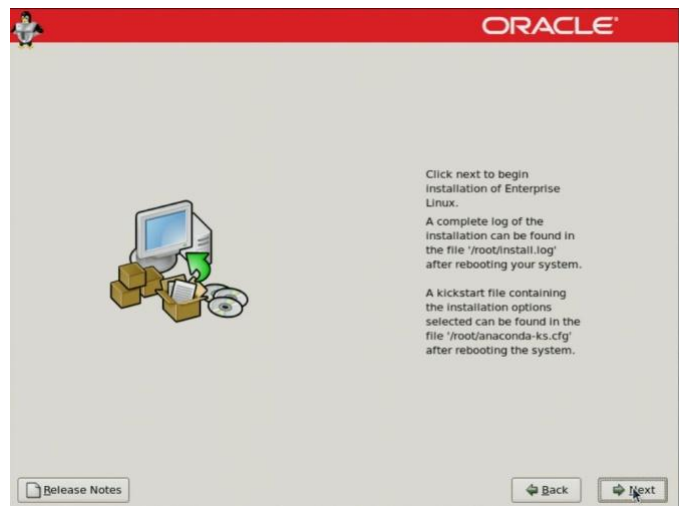 ORACLE
Click next to begin
installation of Enterprise
Linux.
A complete log of the
installation can be found in
the file '/root/install.log'
after rebooting your system.
A kickstart file containing
the installation options
selected can be found in the
file '/root/anaconda-ks.cfg'
after rebooting the system.
Release Notes
Back
Next